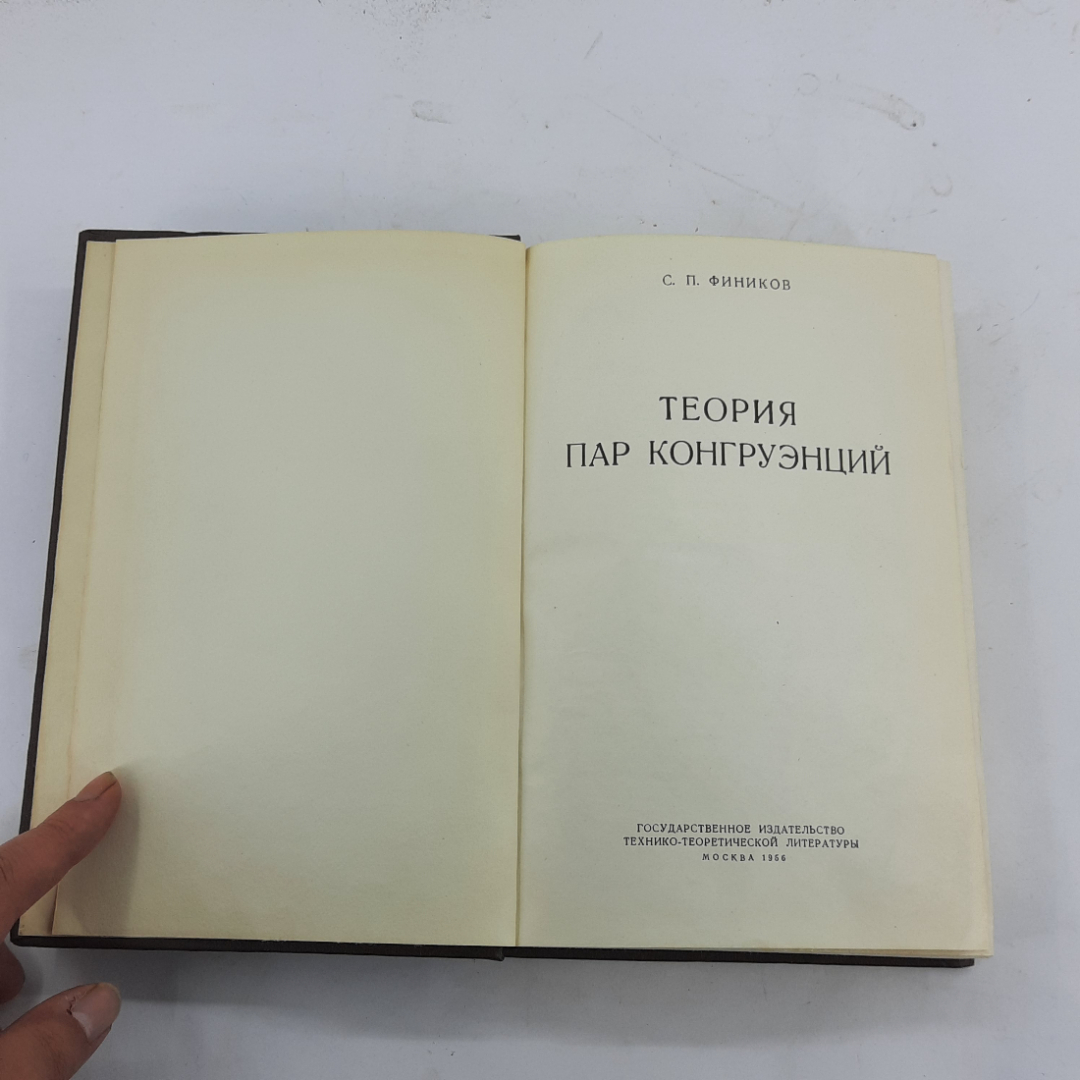 С. П. ФИНИКОВ
ТЕОРИЯ
ПАР КОНГРУЭНЦИЙ
ГОСУДАРСТВЕННОЕ ИЗДАТЕЛЬСТВО
ТЕХНИКО-ТЕОРЕТИЧЕСКОЙ ЛИТЕРАТУРЫ
МОСКВА 1956